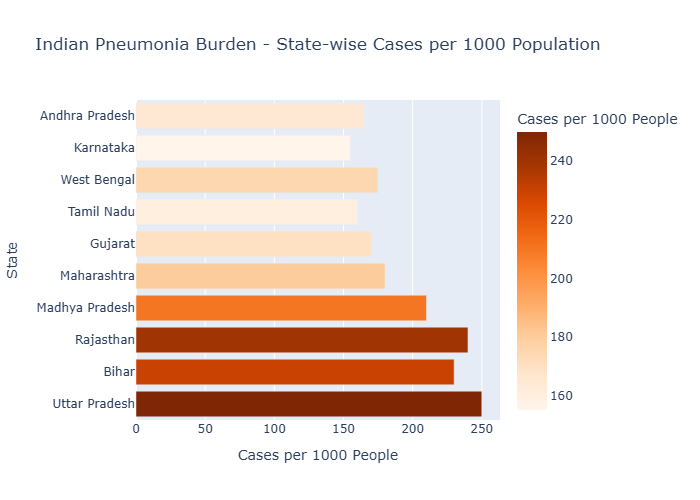 Indian Pneumonia Burden - State-wise Cases per 1000 Population
Andhra Pradesh
Karnataka
West Bengal
Tamil Nadu
Gujarat
Maharashtra
Madhya Pradesh
Rajasthan
Bihar
Uttar Pradesh
State
0 50 100 150 200 250
Cases per 1000 People
Cases per 1000 People
240
220
200
180
160